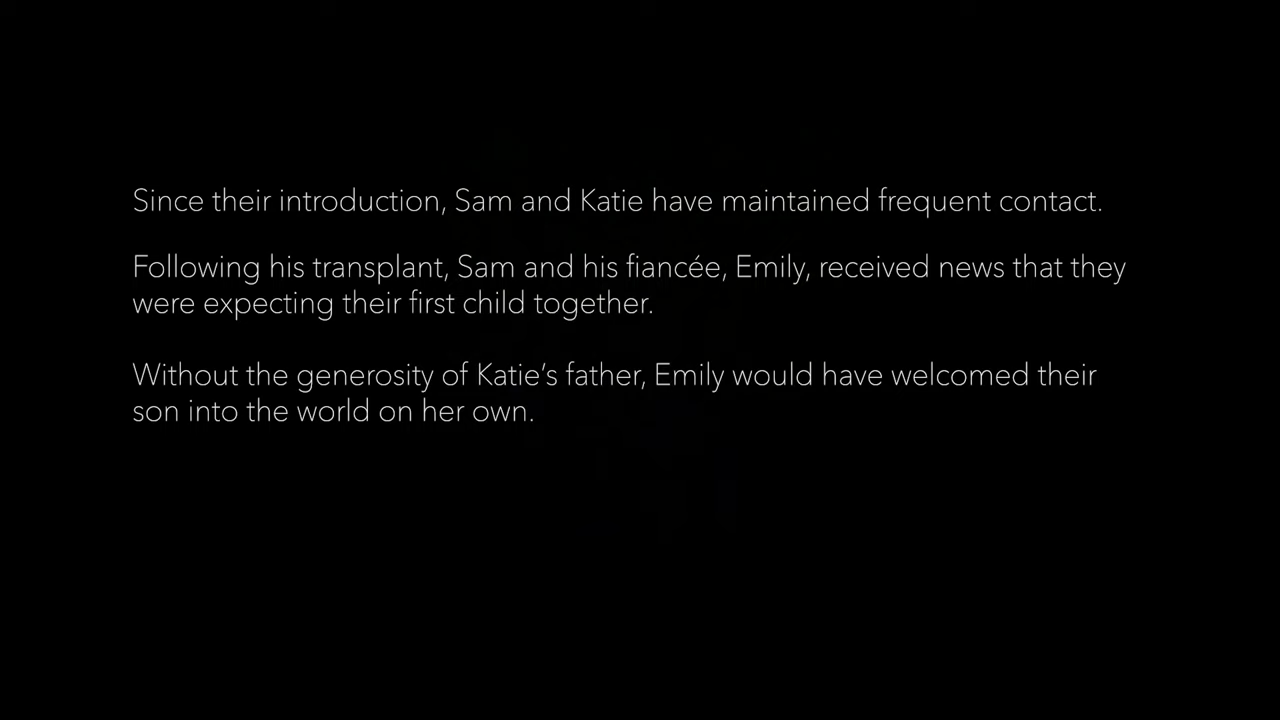 Since their introduction, Sam and Katie have maintained frequent contact.
Following his transplant, Sam and his fiancée, Emily, received news that they
were expecting their first child together.
Without the generosity of Katie’s father, Emily would have welcomed their
son into the world on her own.